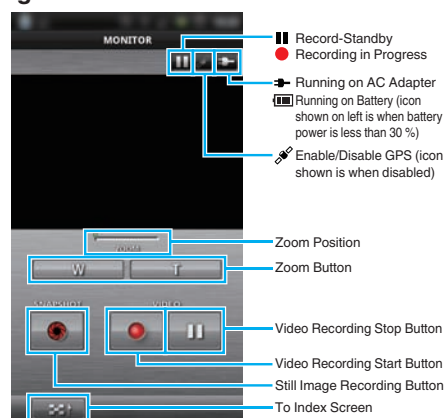 MONITOR
Record-Standby
Recording in Progress
Running on AC Adapter
Running on Battery (icon
shown on left is when battery
power is less than 30 %)
Enable/Disable GPS (icon
shown is when disabled)
ZOOM
Zoom Position
W
T
Zoom Button
SNAPSHOT
VIDEO
Video Recording Stop Button
Video Recording Start Button
Still Image Recording Button
To Index Screen